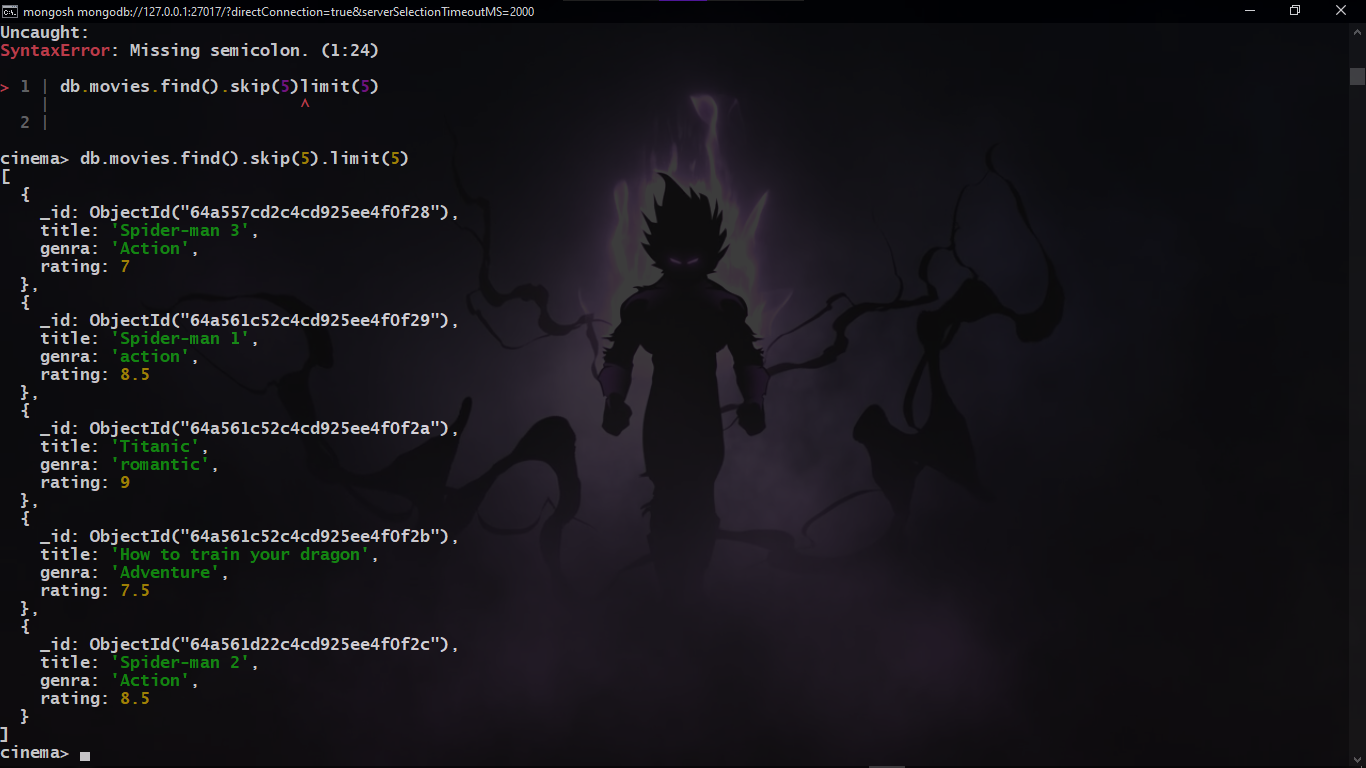 mongosh mongodb://127.0.0.1:27017/?directConnection=true&serverSelectionTimeoutMS=2000
Uncaught:
SyntaxError: Missing semicolon. (1:24)
> 1 | db.movies.find().skip(5)limit(5)
    |                         ^
  2 |
cinema> db.movies.find().skip(5).limit(5)
[
  {
    _id: ObjectId("64a557cd2c4cd925ee4f0f28"),
    title: 'Spider-man 3',
    genra: 'Action',
    rating: 7
  },
  {
    _id: ObjectId("64a561c52c4cd925ee4f0f29"),
    title: 'Spider-man 1',
    genra: 'action',
    rating: 8.5
  },
  {
    _id: ObjectId("64a561c52c4cd925ee4f0f2a"),
    title: 'Titanic',
    genra: 'romantic',
    rating: 9
  },
  {
    _id: ObjectId("64a561c52c4cd925ee4f0f2b"),
    title: 'How to train your dragon',
    genra: 'Adventure',
    rating: 7.5
  },
  {
    _id: ObjectId("64a561d22c4cd925ee4f0f2c"),
    title: 'Spider-man 2',
    genra: 'Action',
    rating: 8.5
  }
]
cinema>